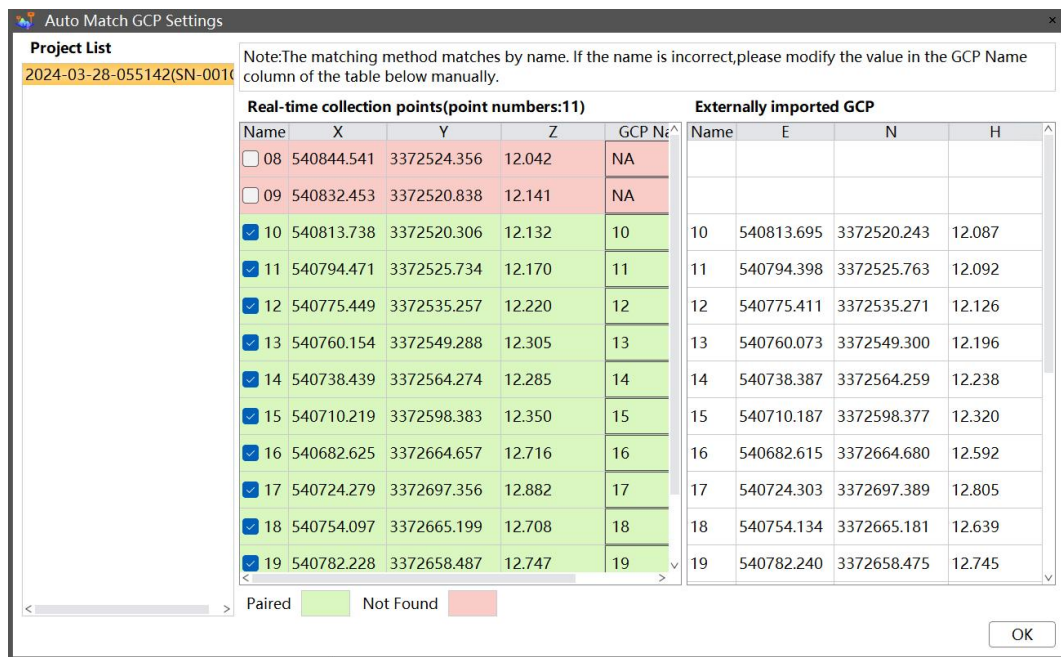 Auto Match GCP Settings
Project List
2024-03-28-055142(SN-001
Note:The matching method matches by name. If the name is incorrect,please modify the value in the GCP Name
column of the table below manually.
Real-time collection points(point numbers:11)
Externally imported GCP
Name X Y Z GCP Na Name E N H
08 540844.541 3372524.356 12.042 NA
09 540832.453 3372520.838 12.141 NA
10 540813.738 3372520.306 12.132 10 10 540813.695 3372520.243 12.087
11 540794.471 3372525.734 12.170 11 11 540794.398 3372525.763 12.092
12 540775.449 3372535.257 12.220 12 12 540775.411 3372535.271 12.126
13 540760.154 3372549.288 12.305 13 13 540760.073 3372549.300 12.196
14 540738.439 3372564.274 12.285 14 14 540738.387 3372564.259 12.238
15 540710.219 3372598.383 12.350 15 15 540710.187 3372598.377 12.320
16 540682.625 3372664.657 12.716 16 16 540682.615 3372664.680 12.592
17 540724.279 3372697.356 12.882 17 17 540724.303 3372697.389 12.805
18 540754.097 3372665.199 12.708 18 18 540754.134 3372665.181 12.639
19 540782.228 3372658.487 12.747 19 19 540782.240 3372658.475 12.745
Paired Not Found
OK